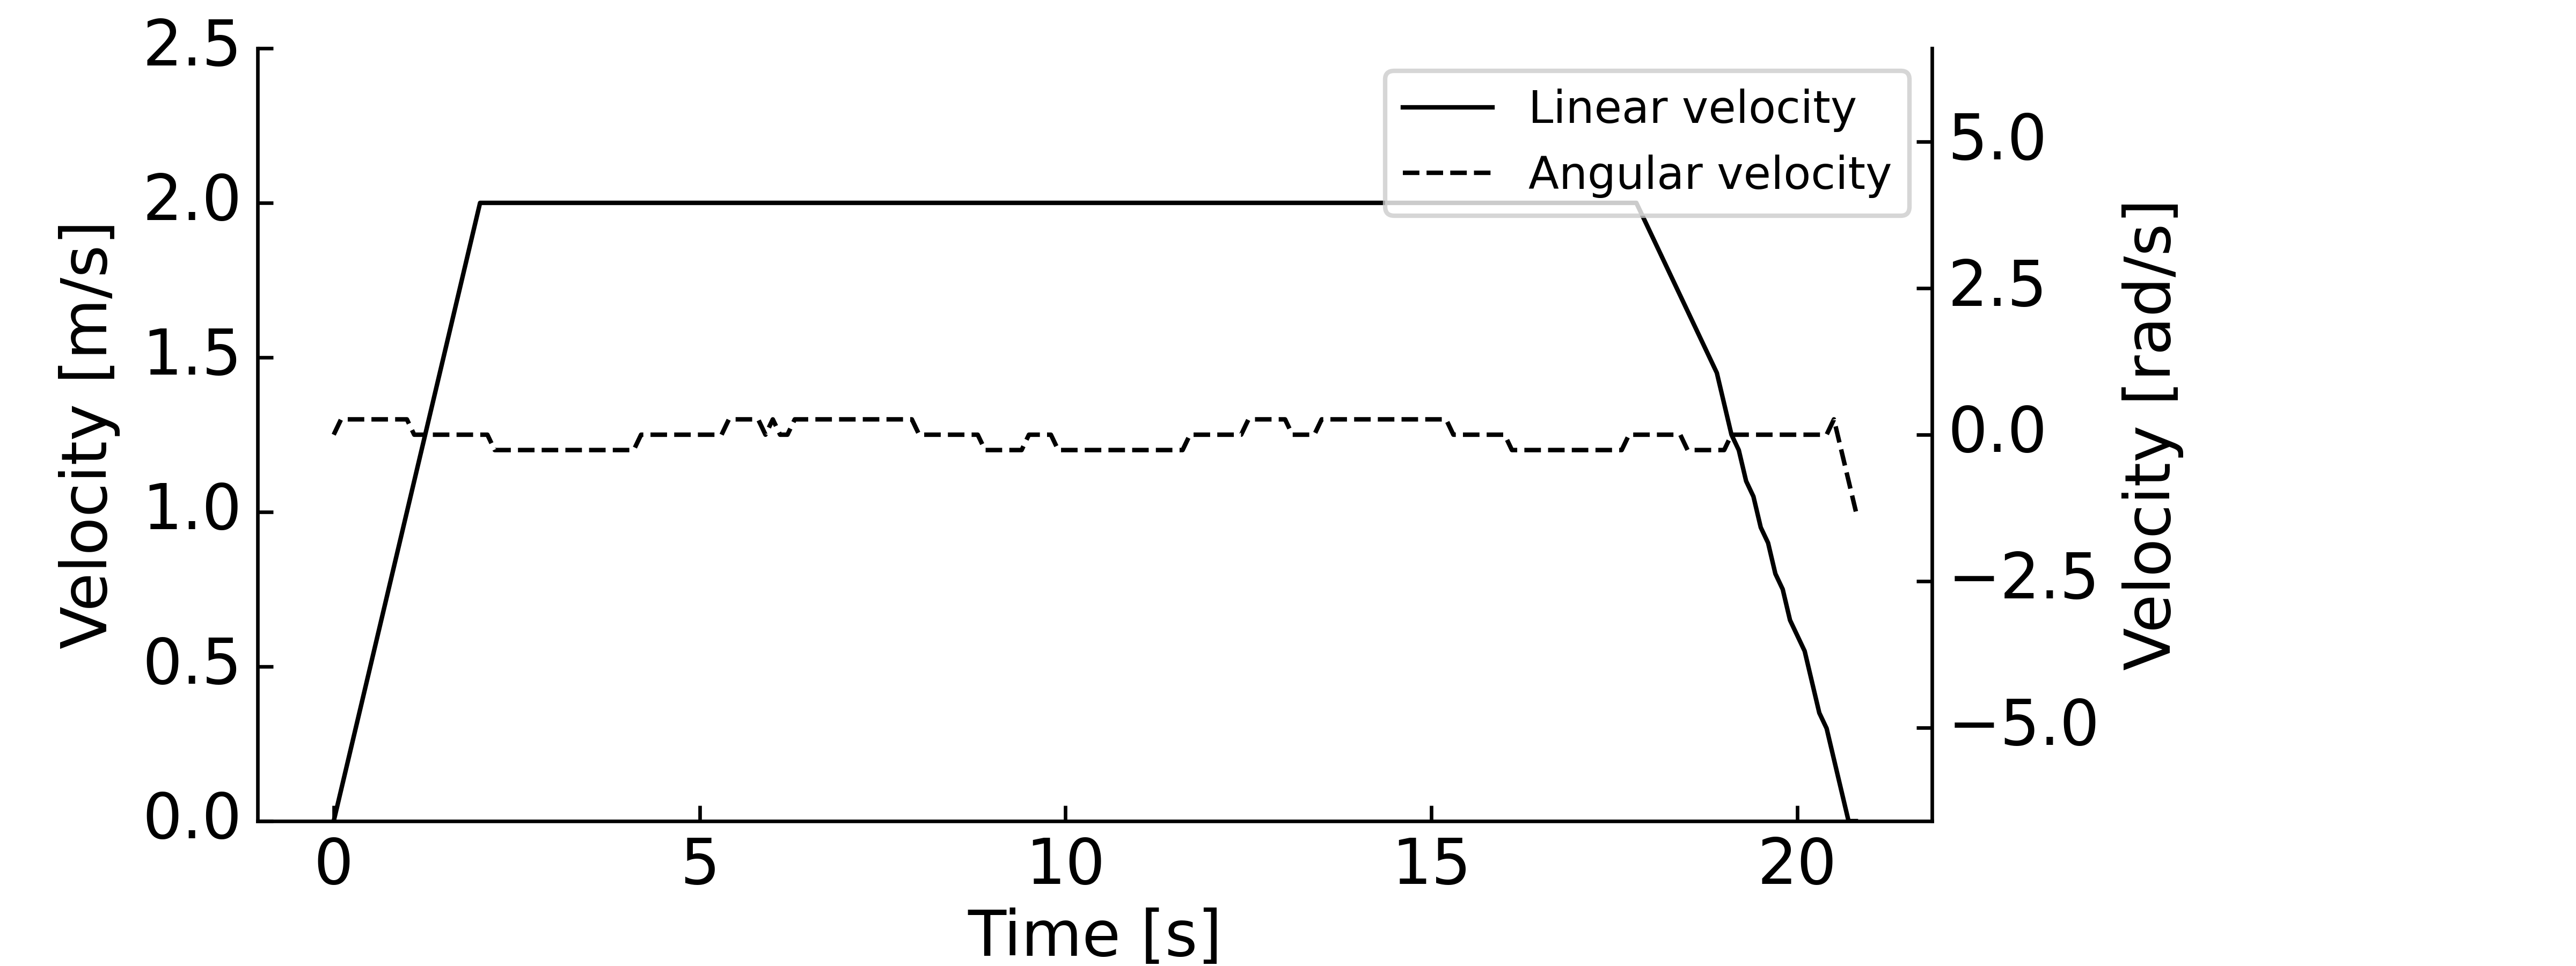 2.5
2.0
1.5
1.0
0.5
0.0
Velocity [m/s]
Linear velocity
Angular velocity
5.0
2.5
0.0
−2.5
−5.0
Velocity [rad/s]
0 5 10 15 20
Time [s]